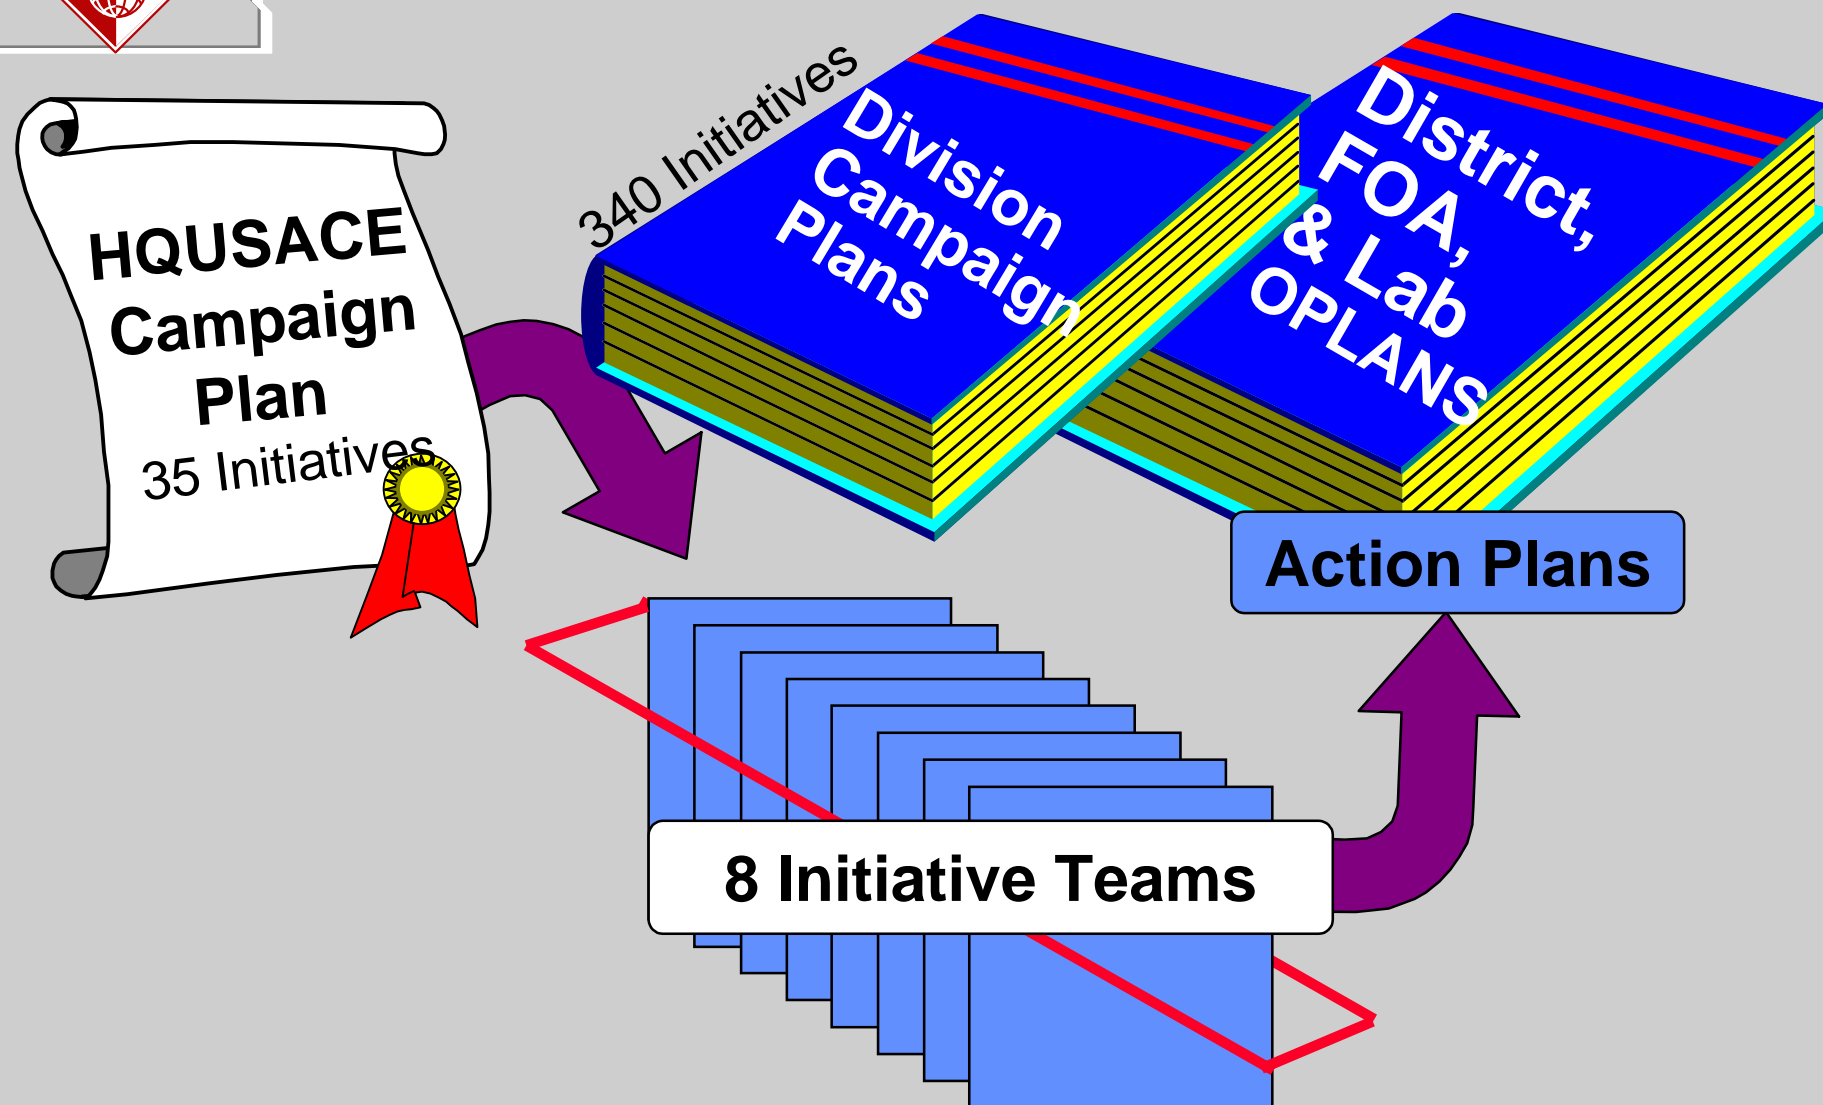 HQUSACE
Campaign
Plan
35 Initiatives
340 Initiatives
Division
Campaign
Plans
District,
FOA,
& Lab
OPLANS
Action Plans
8 Initiative Teams